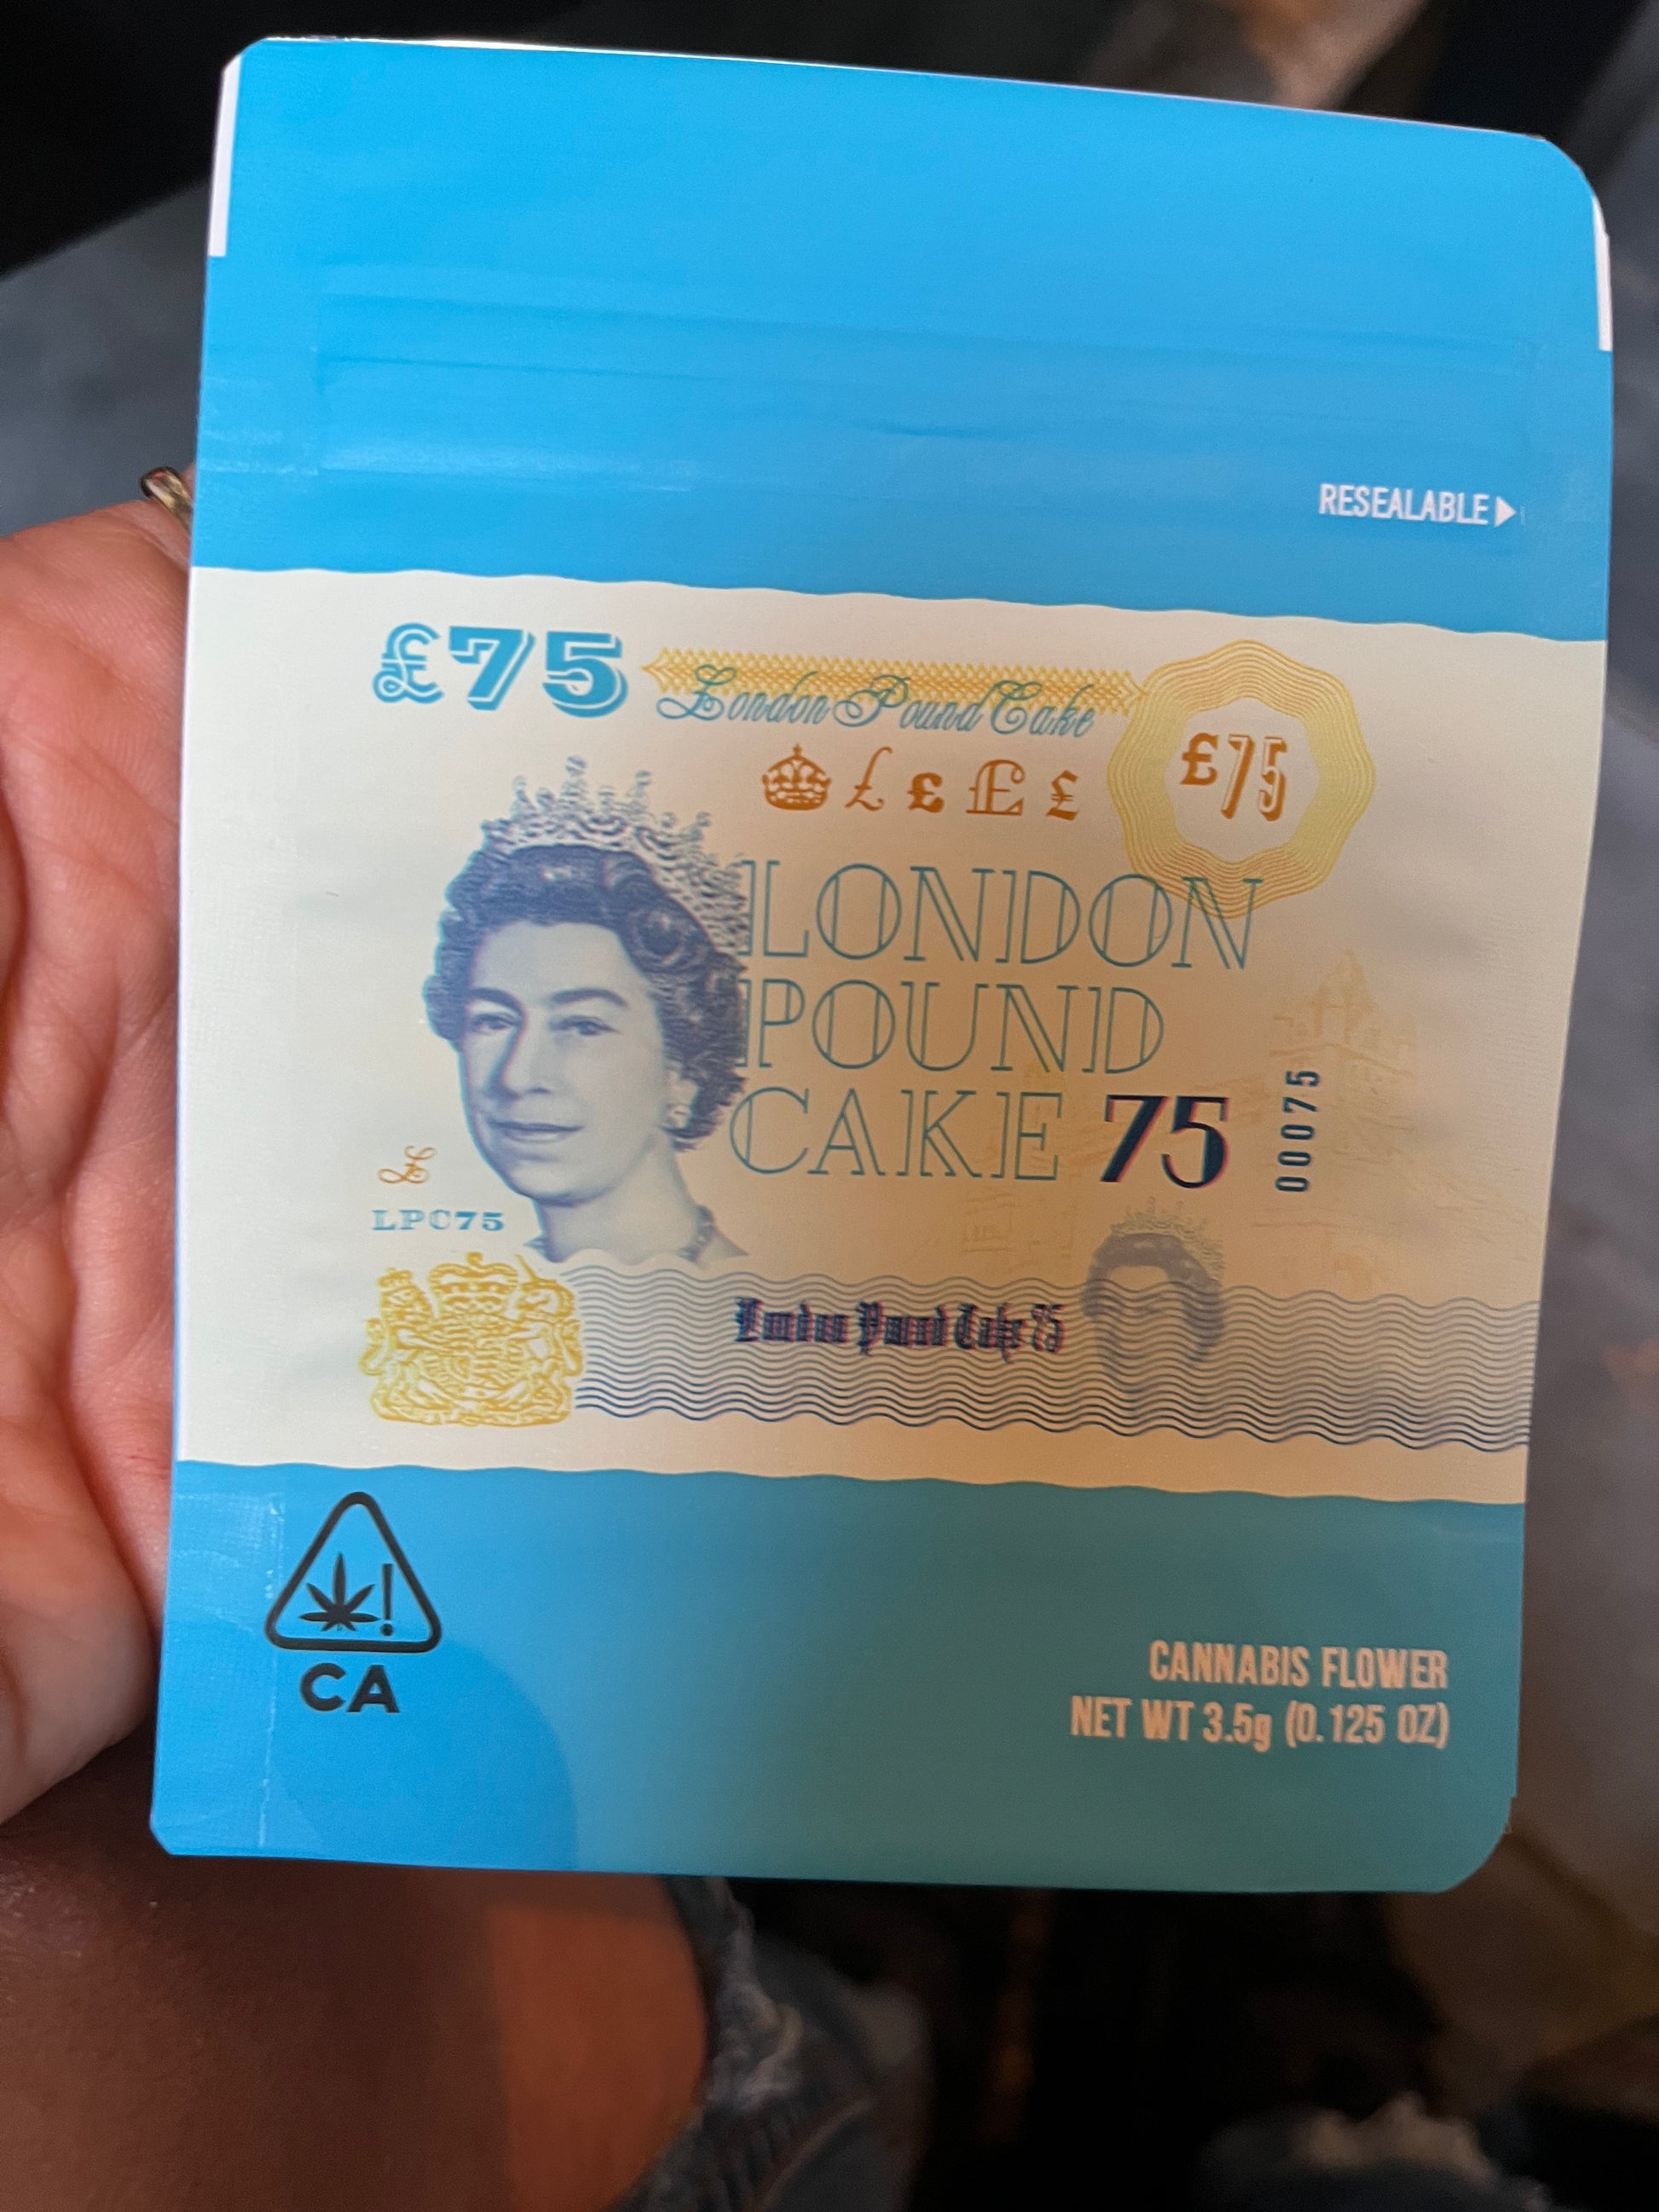 RESEALABLE
£75
London Pound Cake
£ £ £ £
£75
LONDON
POUND
CAKE 75
00075
£
LPC75
London Pound Cake 75
CA
CANNABIS FLOWER
NET WT 3.5g (0.125 OZ)